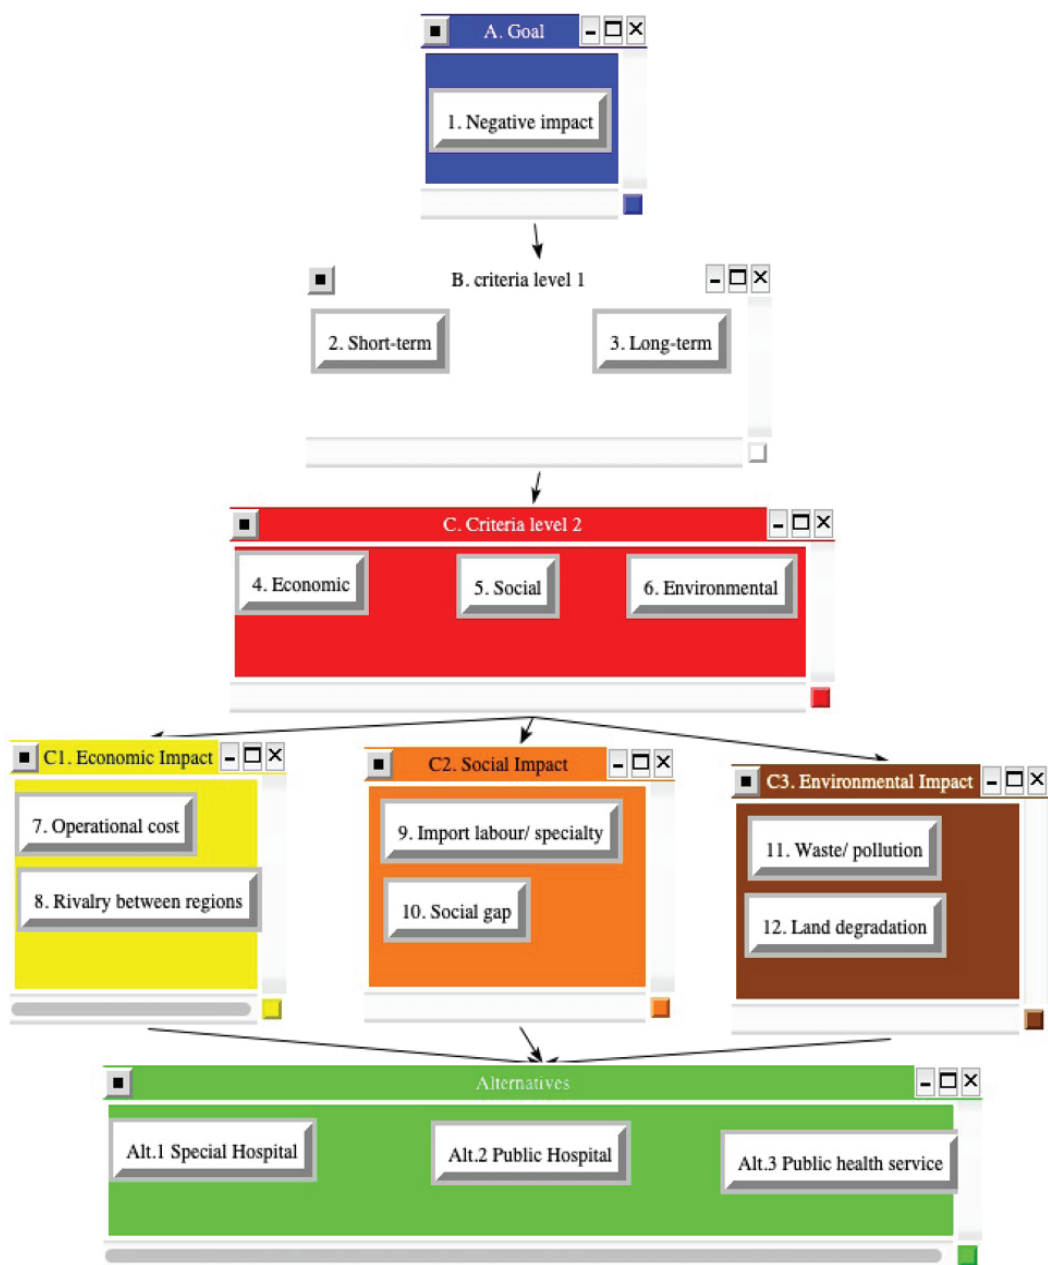 A. Goal
1. Negative impact
B. criteria level 1
2. Short-term
3. Long-term
C. Criteria level 2
4. Economic
5. Social
6. Environmental
C1. Economic Impact
7. Operational cost
8. Rivalry between regions
C2. Social Impact
9. Import labour/ specialty
10. Social gap
C3. Environmental Impact
11. Waste/ pollution
12. Land degradation
Alternatives
Alt.1 Special Hospital
Alt.2 Public Hospital
Alt.3 Public health service